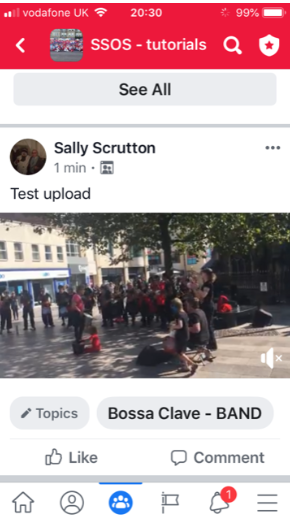 vodafone UK 20:30 99%
SSOS - tutorials
See All
Sally Scrutton
1 min ·
Test upload
Topics Bossa Clave - BAND
Like Comment
1